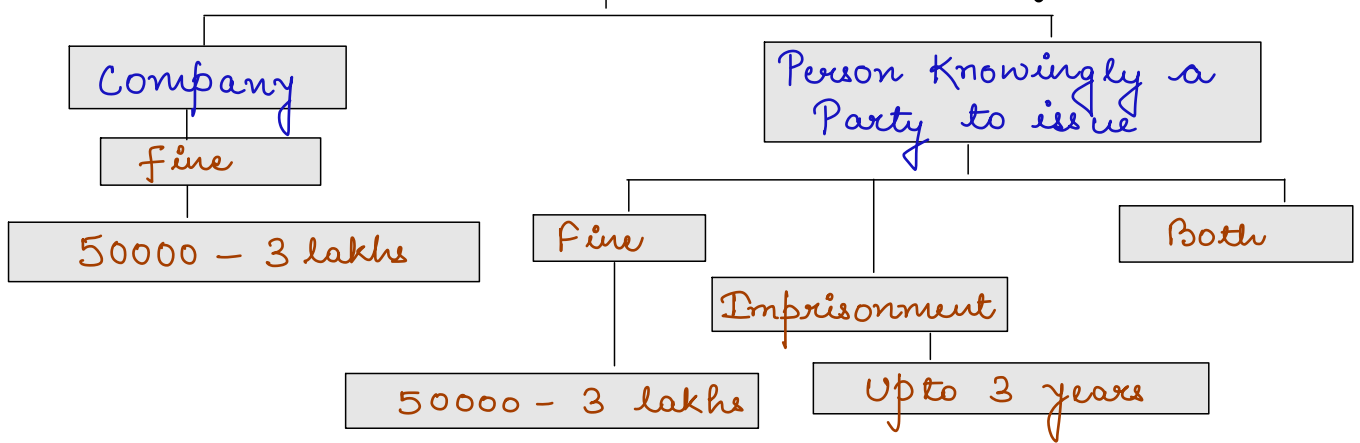 Company
Person Knowingly a
Party to issue
fine
50000 - 3 lakhs
Fine
Both
Imprisonment
50000 - 3 lakhs
Upto 3 years